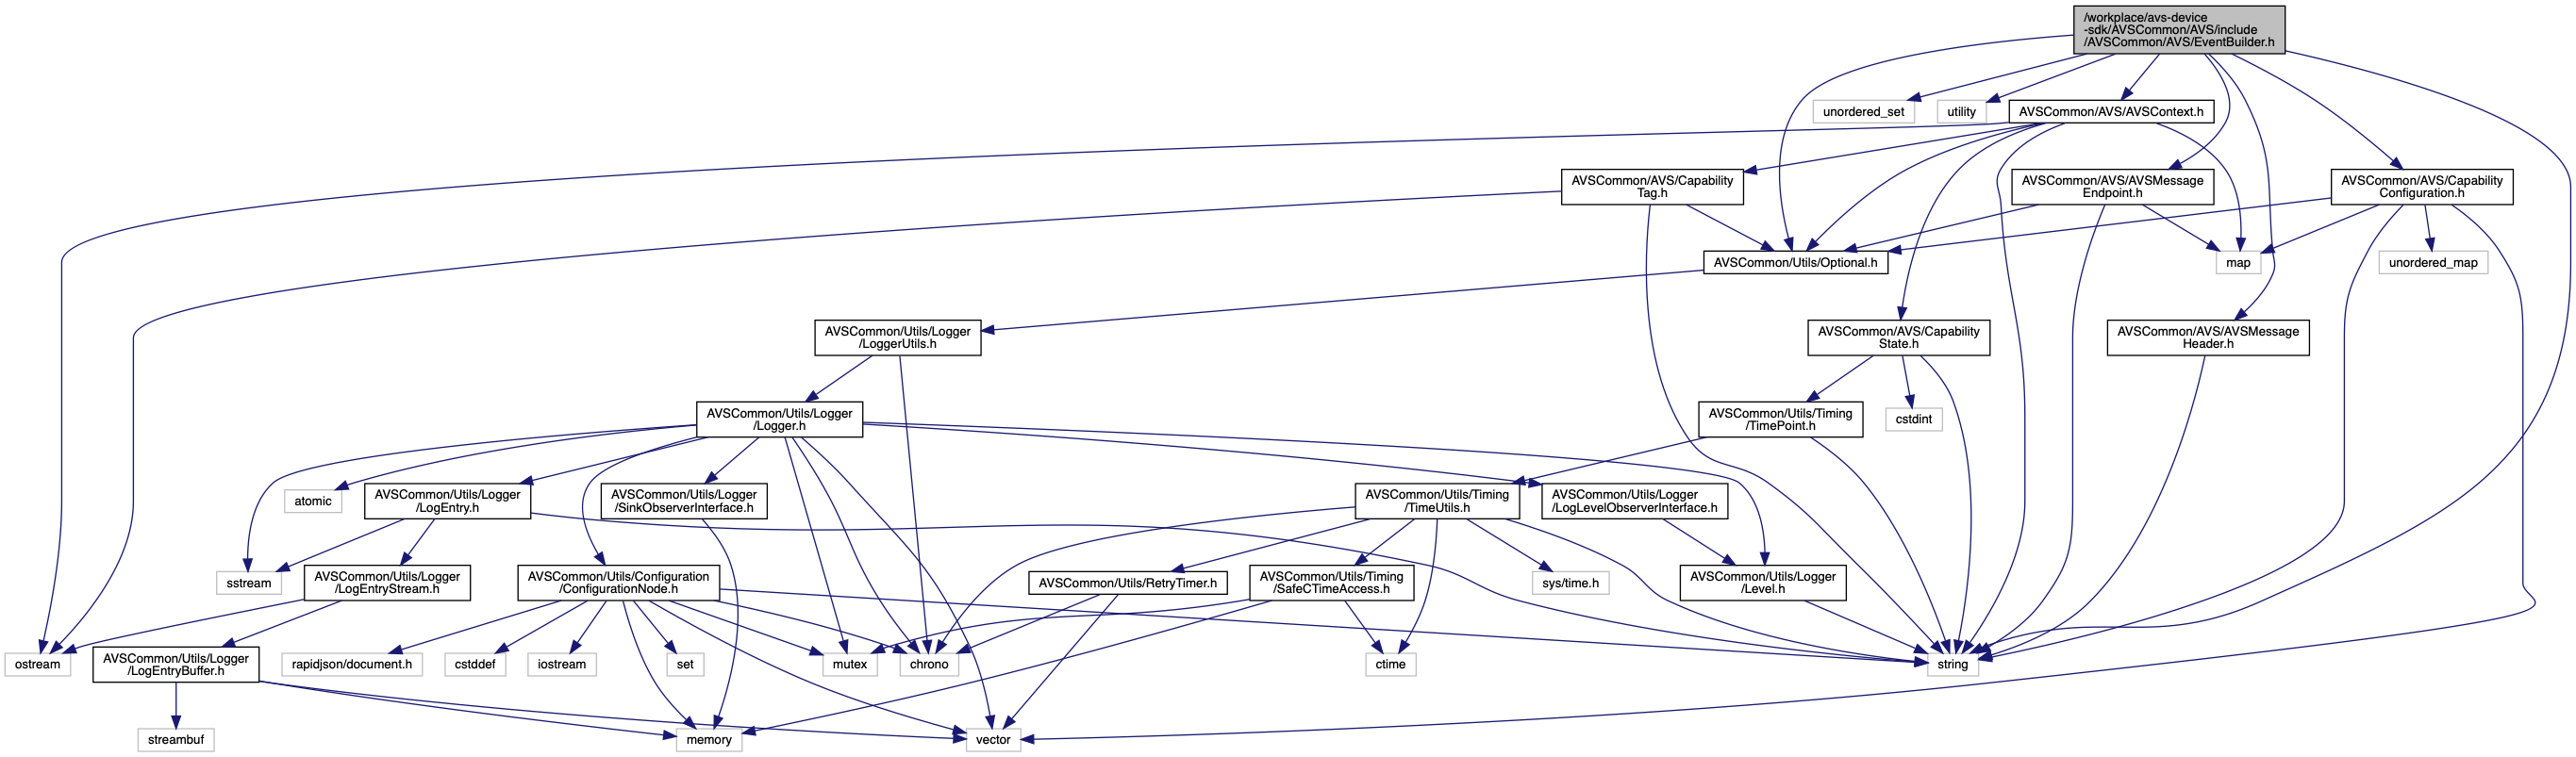 /workplace/avs-device
-sdk/AVSCommon/AVS/include
/AVSCommon/AVS/EventBuilder.h
unordered_set
utility
AVSCommon/AVS/AVSContext.h
AVSCommon/AVS/Capability
Tag.h
AVSCommon/AVS/AVSMessage
Endpoint.h
AVSCommon/AVS/Capability
Configuration.h
AVSCommon/Utils/Optional.h
map
unordered_map
AVSCommon/Utils/Logger
/LoggerUtils.h
AVSCommon/AVS/Capability
State.h
AVSCommon/AVS/AVSMessage
Header.h
AVSCommon/Utils/Logger
/Logger.h
AVSCommon/Utils/Timing
/TimePoint.h
cstdint
atomic
AVSCommon/Utils/Logger
/LogEntry.h
AVSCommon/Utils/Logger
/SinkObserverInterface.h
AVSCommon/Utils/Timing
/TimeUtils.h
AVSCommon/Utils/Logger
/LogLevelObserverInterface.h
sstream
AVSCommon/Utils/Logger
/LogEntryStream.h
AVSCommon/Utils/Configuration
/ConfigurationNode.h
AVSCommon/Utils/RetryTimer.h
AVSCommon/Utils/Timing
/SafeCTimeAccess.h
sys/time.h
AVSCommon/Utils/Logger
/Level.h
ostream
AVSCommon/Utils/Logger
/LogEntryBuffer.h
rapidjson/document.h
cstddef
iostream
set
mutex
chrono
ctime
string
streambuf
memory
vector